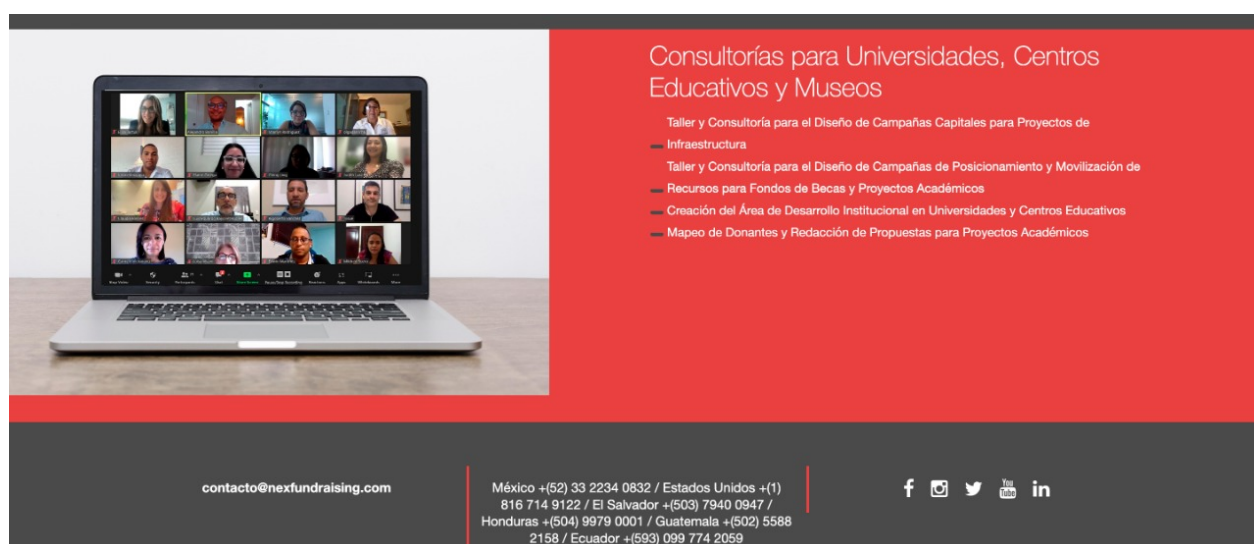 Consultorías para Universidades, Centros
Educativos y Museos
Taller y Consultoría para el Diseño de Campañas Capitales para Proyectos de
Infraestructura
Taller y Consultoría para el Diseño de Campañas de Posicionamiento y Movilización de
Recursos para Fondos de Becas y Proyectos Académicos
Creación del Área de Desarrollo Institucional en Universidades y Centros Educativos
Mapeo de Donantes y Redacción de Propuestas para Proyectos Académicos
contacto@nexfundraising.com
México +(52) 33 2234 0832 / Estados Unidos +(1)
816 714 9122 / El Salvador +(503) 7940 0947 /
Honduras +(504) 9979 0001 / Guatemala +(502) 5588
2158 / Ecuador +(593) 099 774 2059
You
Tube
in